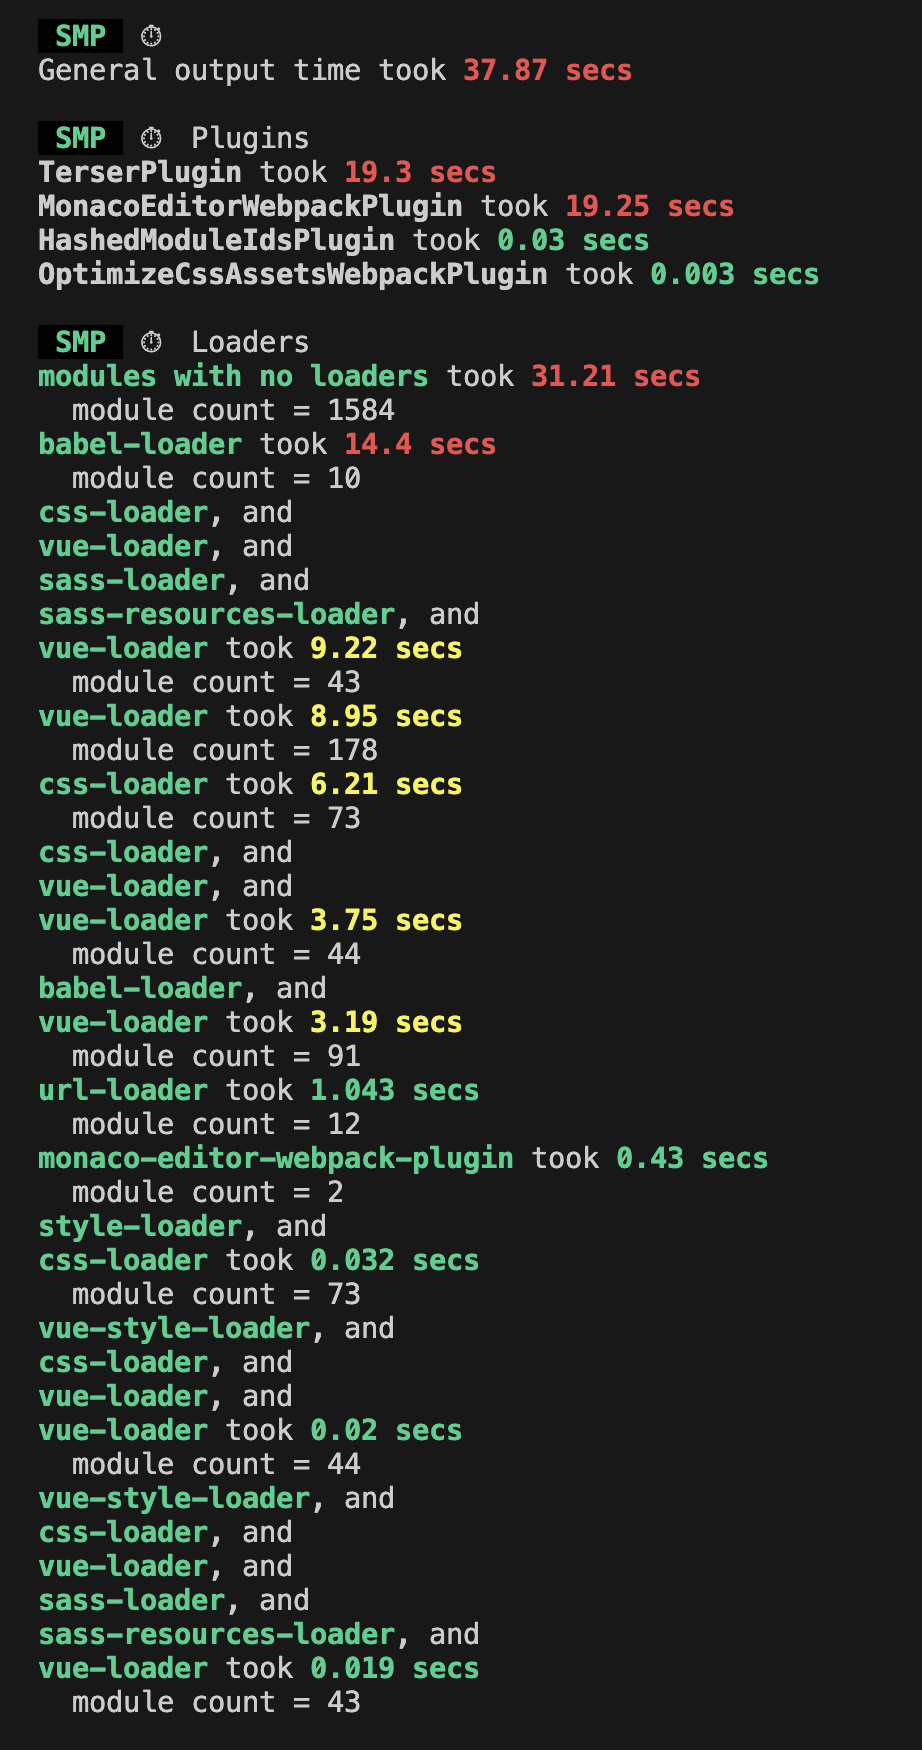 SMP ⏱
General output time took 37.87 secs

SMP ⏱ Plugins
TerserPlugin took 19.3 secs
MonacoEditorWebpackPlugin took 19.25 secs
HashedModuleIdsPlugin took 0.03 secs
OptimizeCssAssetsWebpackPlugin took 0.003 secs

SMP ⏱ Loaders
modules with no loaders took 31.21 secs
  module count = 1584
babel-loader took 14.4 secs
  module count = 10
css-loader, and
vue-loader, and
sass-loader, and
sass-resources-loader, and
vue-loader took 9.22 secs
  module count = 43
vue-loader took 8.95 secs
  module count = 178
css-loader took 6.21 secs
  module count = 73
css-loader, and
vue-loader, and
vue-loader took 3.75 secs
  module count = 44
babel-loader, and
vue-loader took 3.19 secs
  module count = 91
url-loader took 1.043 secs
  module count = 12
monaco-editor-webpack-plugin took 0.43 secs
  module count = 2
style-loader, and
css-loader took 0.032 secs
  module count = 73
vue-style-loader, and
css-loader, and
vue-loader, and
vue-loader took 0.02 secs
  module count = 44
vue-style-loader, and
css-loader, and
vue-loader, and
sass-loader, and
sass-resources-loader, and
vue-loader took 0.019 secs
  module count = 43